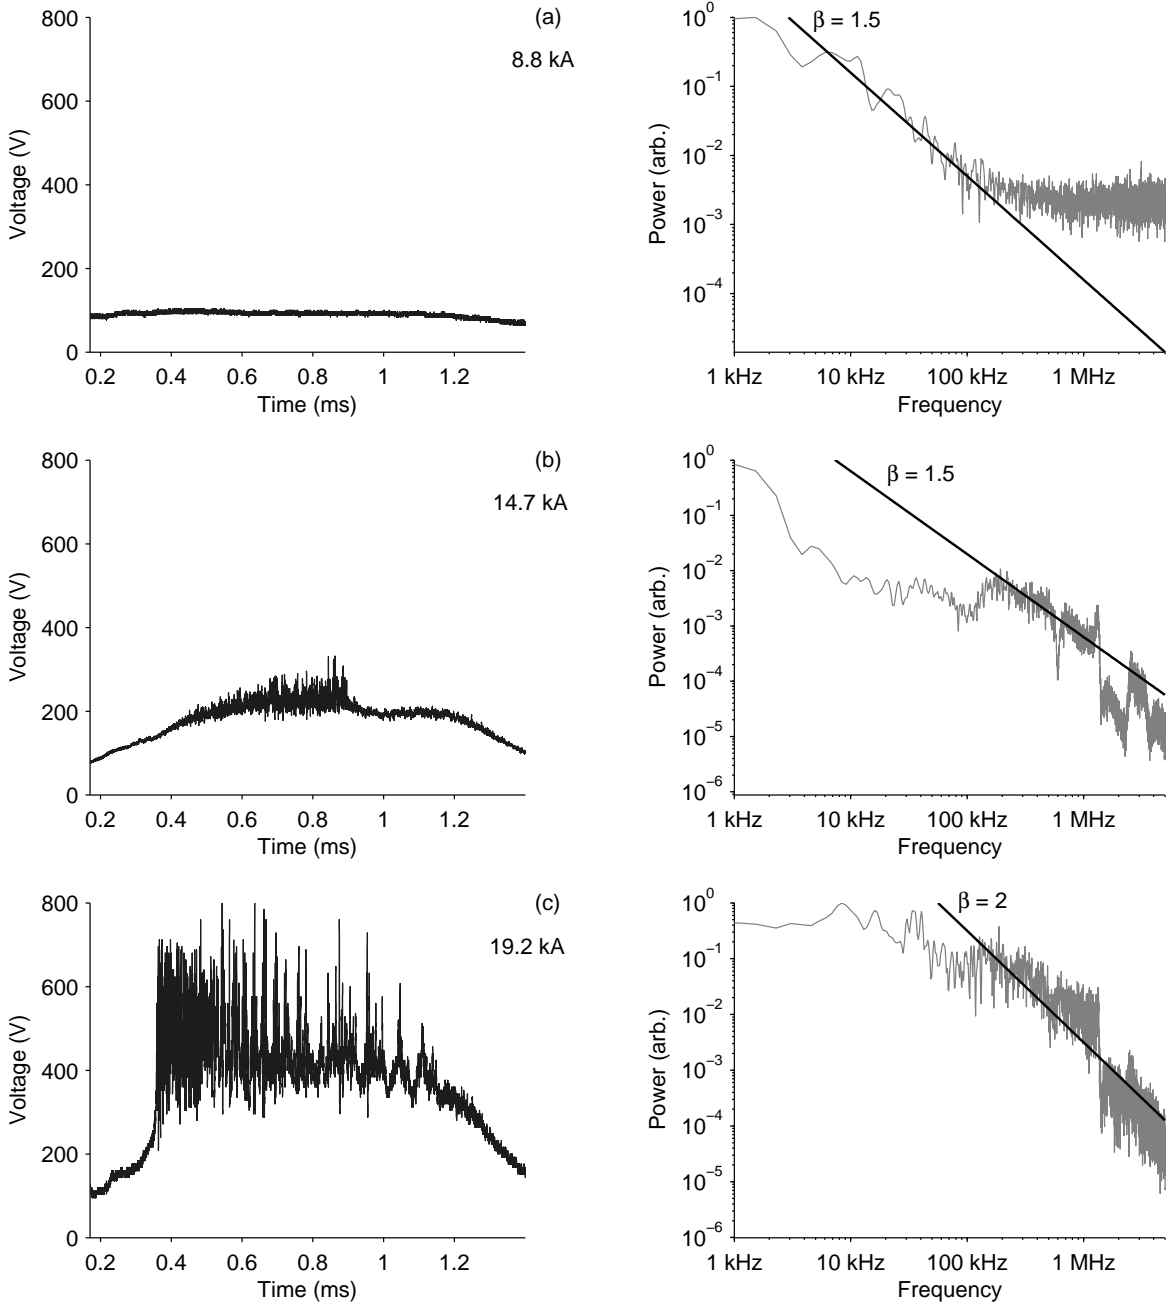 (a)
8.8 kA
800
600
400
200
0
Voltage (V)
0.2 0.4 0.6 0.8 1 1.2
Time (ms)
β = 1.5
10^0
10^−1
10^−2
10^−3
10^−4
Power (arb.)
1 kHz 10 kHz 100 kHz 1 MHz
Frequency
(b)
14.7 kA
800
600
400
200
0
Voltage (V)
0.2 0.4 0.6 0.8 1 1.2
Time (ms)
β = 1.5
10^0
10^−1
10^−2
10^−3
10^−4
10^−5
10^−6
Power (arb.)
1 kHz 10 kHz 100 kHz 1 MHz
Frequency
(c)
19.2 kA
800
600
400
200
0
Voltage (V)
0.2 0.4 0.6 0.8 1 1.2
Time (ms)
β = 2
10^0
10^−1
10^−2
10^−3
10^−4
10^−5
10^−6
Power (arb.)
1 kHz 10 kHz 100 kHz 1 MHz
Frequency